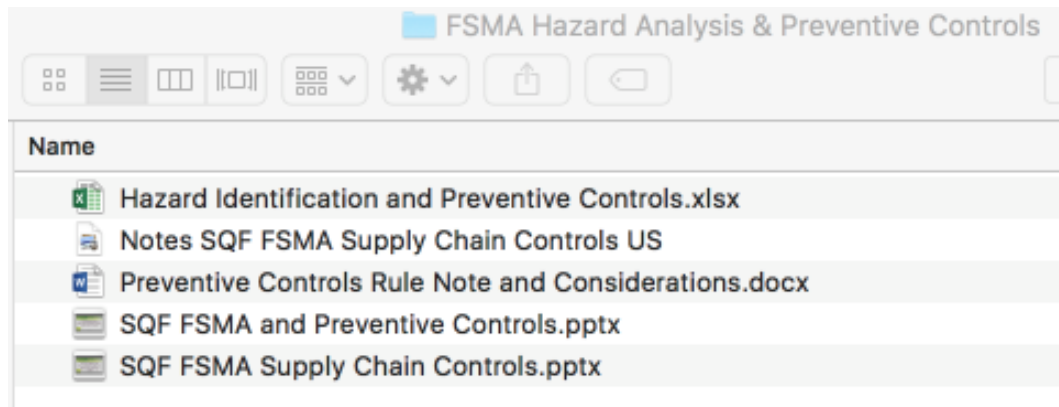 FSMA Hazard Analysis & Preventive Controls
Name
Hazard Identification and Preventive Controls.xlsx
Notes SQF FSMA Supply Chain Controls US
Preventive Controls Rule Note and Considerations.docx
SQF FSMA and Preventive Controls.pptx
SQF FSMA Supply Chain Controls.pptx